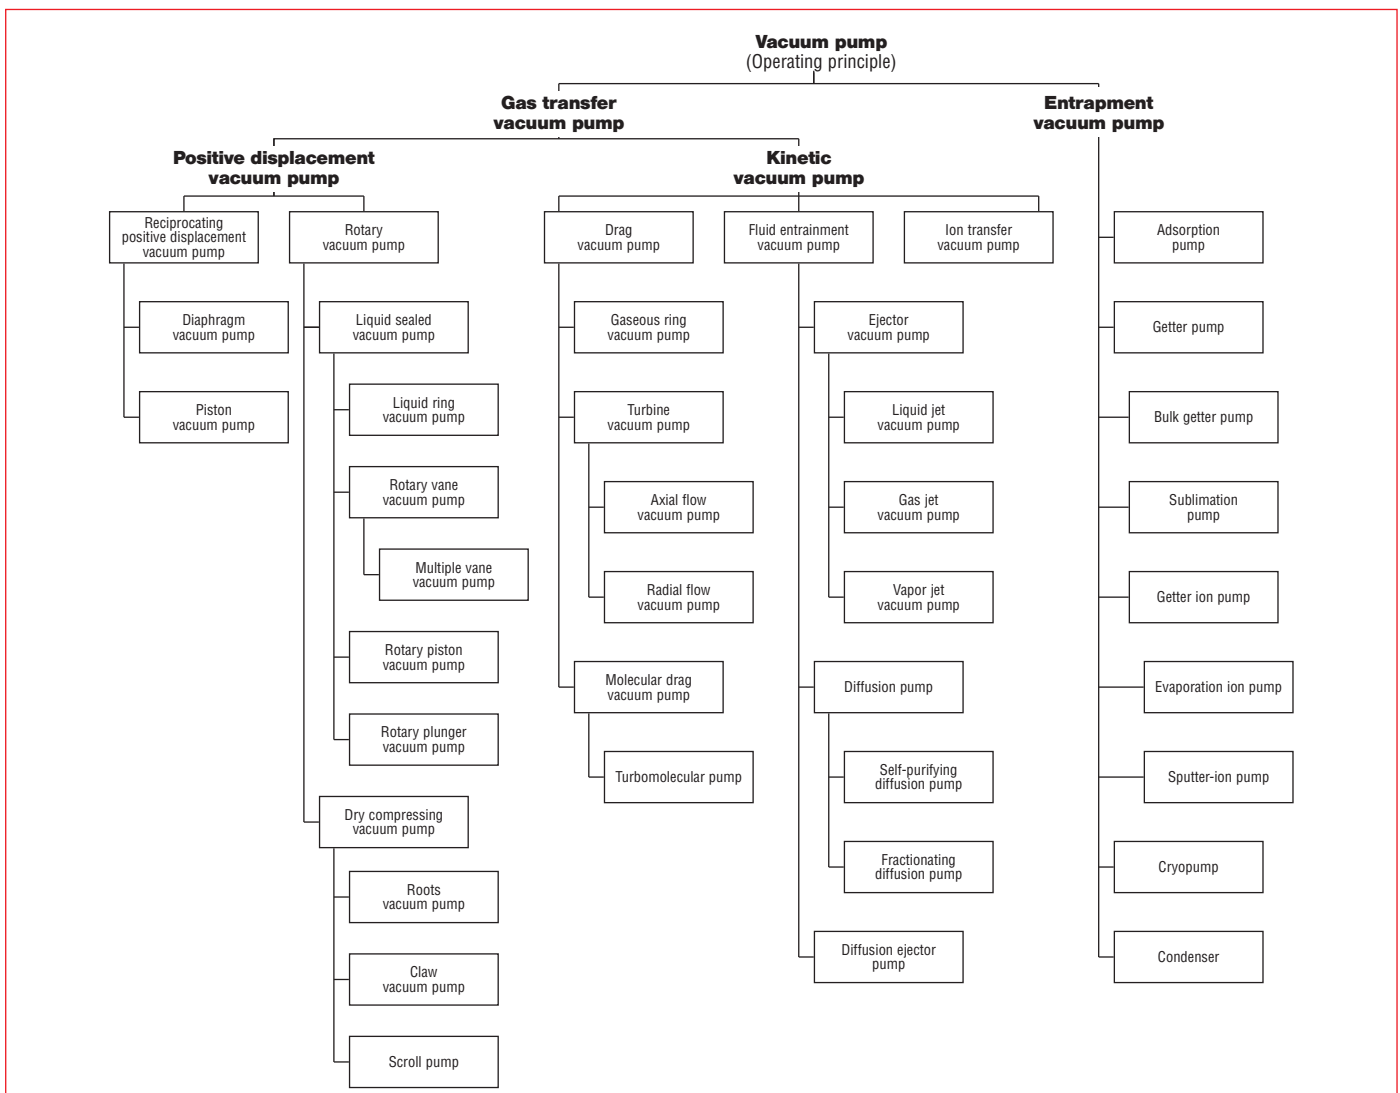 Vacuum pump
(Operating principle)
Gas transfer
vacuum pump
Entrapment
vacuum pump
Positive displacement
vacuum pump
Kinetic
vacuum pump
Reciprocating
positive displacement
vacuum pump
Diaphragm
vacuum pump
Piston
vacuum pump
Rotary
vacuum pump
Liquid sealed
vacuum pump
Liquid ring
vacuum pump
Rotary vane
vacuum pump
Multiple vane
vacuum pump
Rotary piston
vacuum pump
Rotary plunger
vacuum pump
Dry compressing
vacuum pump
Roots
vacuum pump
Claw
vacuum pump
Scroll pump
Drag
vacuum pump
Gaseous ring
vacuum pump
Turbine
vacuum pump
Axial flow
vacuum pump
Radial flow
vacuum pump
Molecular drag
vacuum pump
Turbomolecular pump
Fluid entrainment
vacuum pump
Ejector
vacuum pump
Liquid jet
vacuum pump
Gas jet
vacuum pump
Vapor jet
vacuum pump
Diffusion pump
Self-purifying
diffusion pump
Fractionating
diffusion pump
Diffusion ejector
pump
Ion transfer
vacuum pump
Adsorption
pump
Getter pump
Bulk getter pump
Sublimation
pump
Getter ion pump
Evaporation ion pump
Sputter-ion pump
Cryopump
Condenser